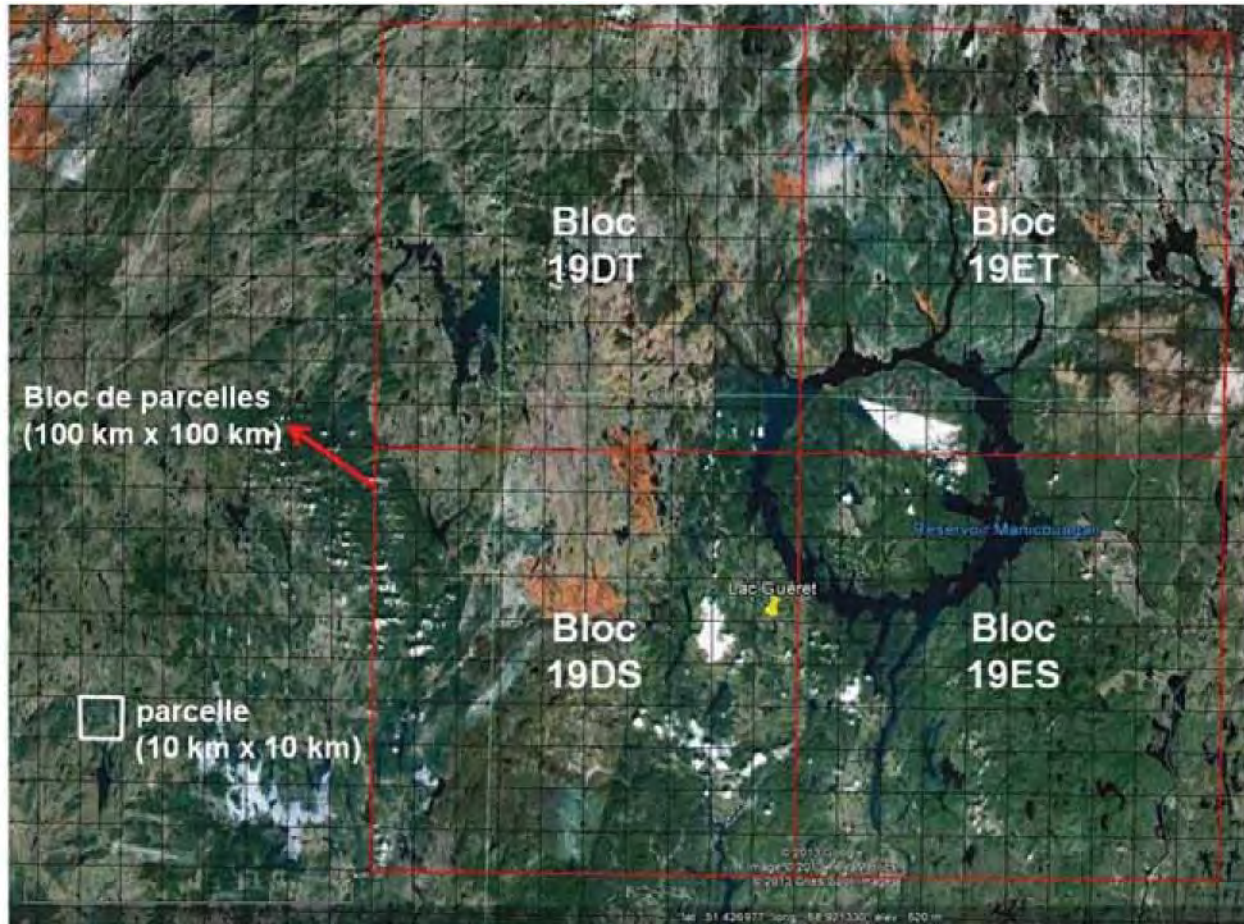 Bloc
19DT
Bloc
19ET
Bloc de parcelles
(100 km x 100 km)
Réservoir Manicouagan
Lac Guéret
Bloc
19DS
Bloc
19ES
parcelle
(10 km x 10 km)
© 2013